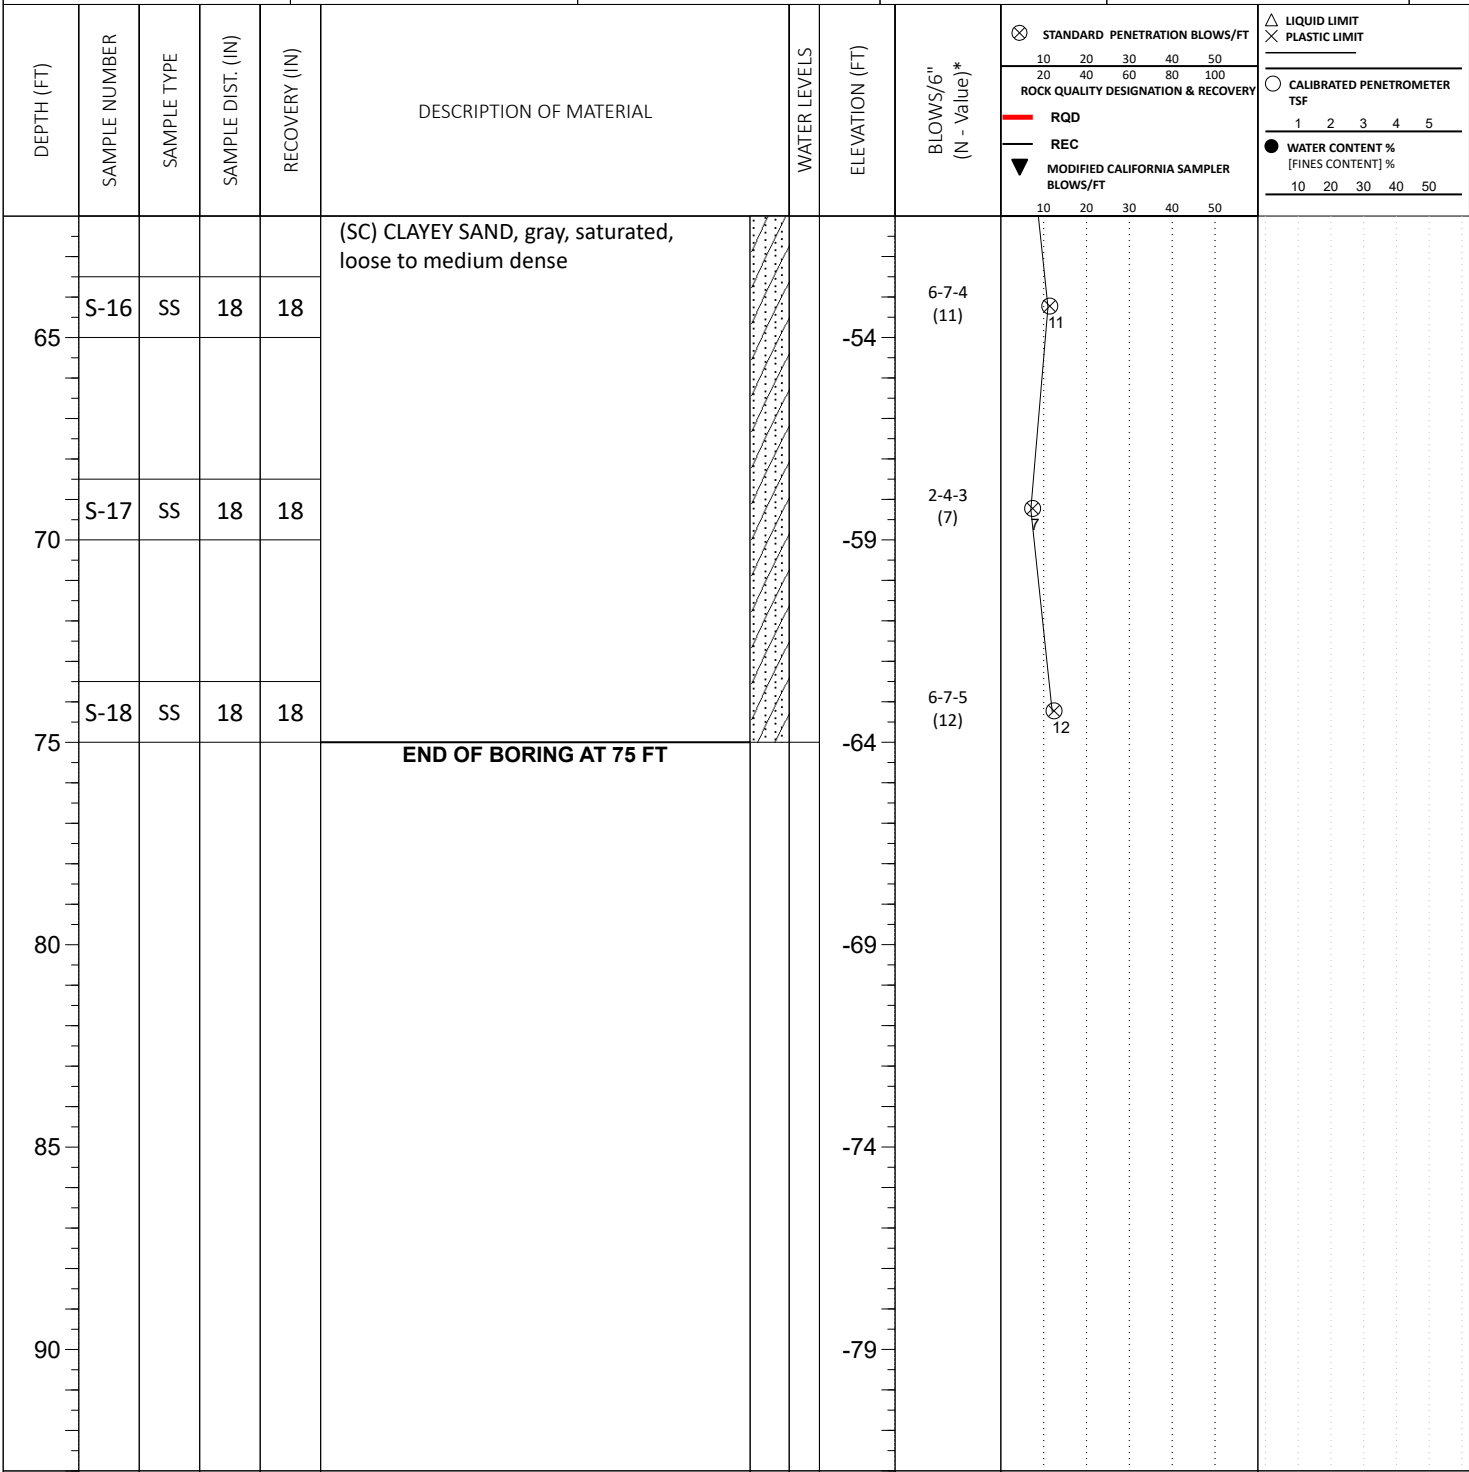 DEPTH (FT)
SAMPLE NUMBER
SAMPLE TYPE
SAMPLE DIST. (IN)
RECOVERY (IN)
DESCRIPTION OF MATERIAL
WATER LEVELS
ELEVATION (FT)
BLOWS/6"
(N - Value)*
STANDARD PENETRATION BLOWS/FT
10 20 30 40 50
20 40 60 80 100
ROCK QUALITY DESIGNATION & RECOVERY
RQD
REC
MODIFIED CALIFORNIA SAMPLER
BLOWS/FT
10 20 30 40 50
LIQUID LIMIT
PLASTIC LIMIT
CALIBRATED PENETROMETER
TSF
1 2 3 4 5
WATER CONTENT %
[FINES CONTENT] %
10 20 30 40 50
(SC) CLAYEY SAND, gray, saturated,
loose to medium dense
S-16 SS 18 18
6-7-4
(11)
11
65 -54
S-17 SS 18 18
2-4-3
(7)
7
70 -59
S-18 SS 18 18
6-7-5
(12)
12
75 -64
END OF BORING AT 75 FT
80 -69
85 -74
90 -79